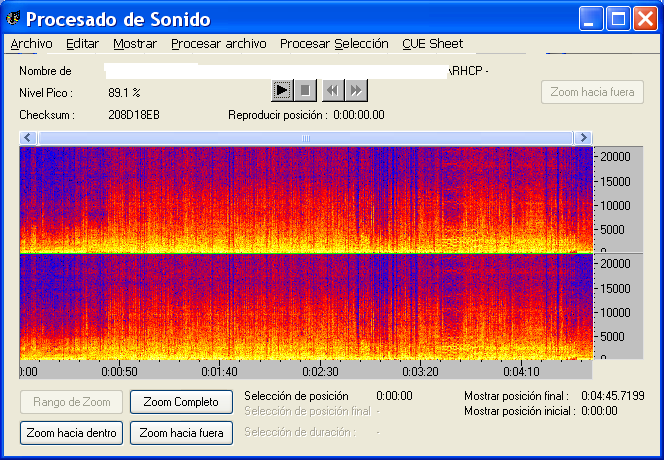 Procesado de Sonido
Archivo Editar Mostrar Procesar archivo Procesar Selección CUE Sheet
Nombre de ARHCP -
Nivel Pico : 89.1 %
Zoom hacia fuera
Checksum : 208D18EB Reproducir posición : 0:00:00.00
20000
15000
10000
5000
0
20000
15000
10000
5000
0
0:00 0:00:50 0:01:40 0:02:30 0:03:20 0:04:10
Rango de Zoom Zoom Completo Selección de posición 0:00:00 Mostrar posición final : 0:04:45.7199
Selección de posición final - Mostrar posición inicial : 0:00:00
Zoom hacia dentro Zoom hacia fuera Selección de duración : -